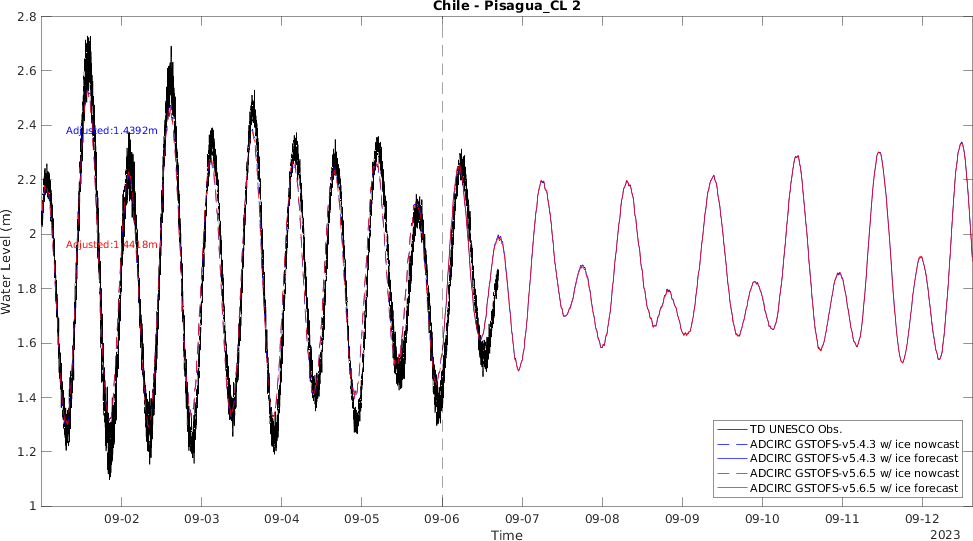 Chile - Pisagua_CL 2
2.8
2.6
2.4
2.2
2
1.8
1.6
1.4
1.2
1
Water Level (m)
Adjusted:1.4392m
Adjusted:1.4418m
TD UNESCO Obs.
ADCIRC GSTOFS-v5.4.3 w/ ice nowcast
ADCIRC GSTOFS-v5.4.3 w/ ice forecast
ADCIRC GSTOFS-v5.6.5 w/ ice nowcast
ADCIRC GSTOFS-v5.6.5 w/ ice forecast
09-02 09-03 09-04 09-05 09-06 09-07 09-08 09-09 09-10 09-11 09-12
Time
2023